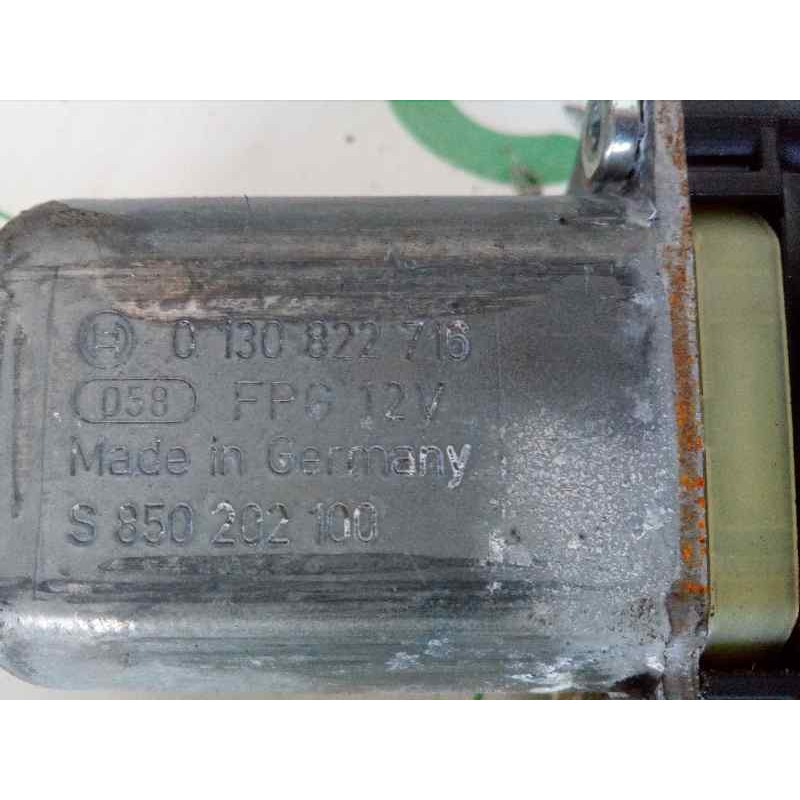 0 130 822 716
058 FPG 12V
Made in Germany
S 850 202 100